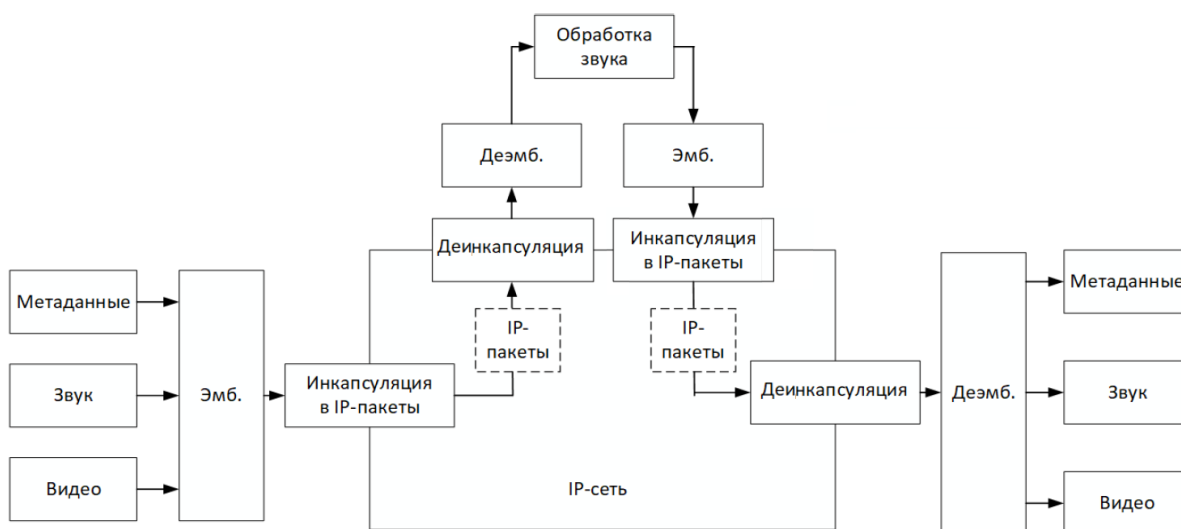 Обработка
звука
Деэмб.
Эмб.
Деинкапсуляция
Инкапсуляция
в IP-пакеты
Метаданные
Звук
Видео
Эмб.
Инкапсуляция
в IP-пакеты
IP-
пакеты
IP-
пакеты
Деинкапсуляция
IP-сеть
Деэмб.
Метаданные
Звук
Видео